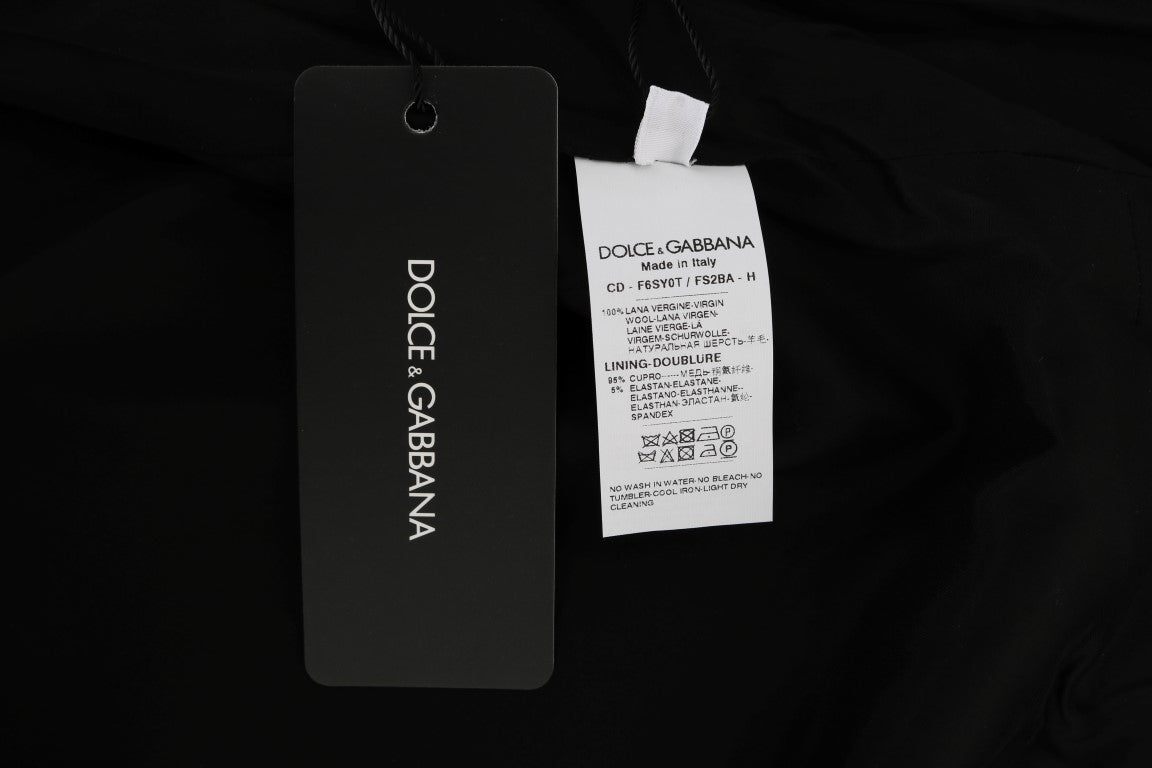 DOLCE & GABBANA
DOLCE & GABBANA
Made in Italy
CD - F6SY0T / FS2BA - H
100% LANA VERGINE-VIRGIN
WOOL-LANA VIRGEN-
LAINE VIERGE-LÃ
VIRGEM-SCHURWOLLE-
НАТУРАЛЬНАЯ ШЕРСТЬ-羊毛-
LINING-DOUBLURE
95% CUPRO------МЕДЬ-
5% ELASTAN-ELASTANE-
ELASTANO-ELASTHANNE--
ELASTHAN-ЭЛАСТАН-
SPANDEX
P
P
NO WASH IN WATER-NO BLEACH-NO
TUMBLER-COOL IRON-LIGHT DRY
CLEANING